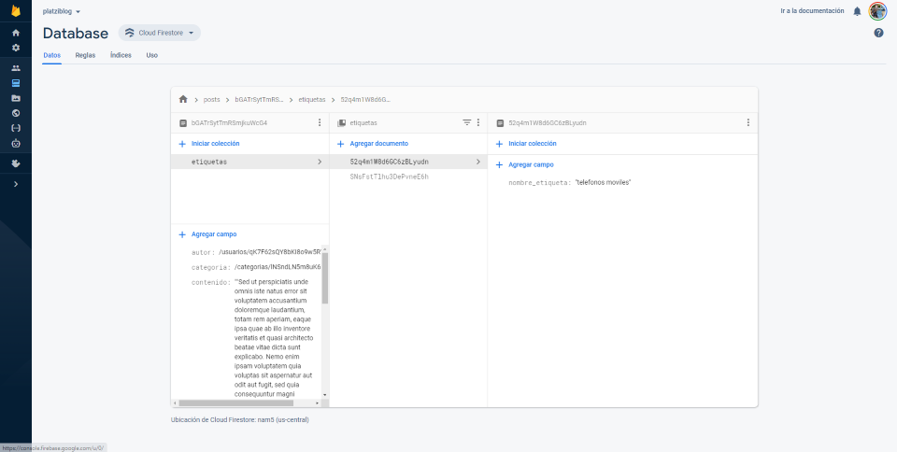 platziblog
Ir a la documentación
Database
Cloud Firestore
Datos
Reglas
Índices
Uso
posts
bGATrSytTmRS...
etiquetas
52q4m1W8d6G...
bGATrSytTmRSmjkuWcG4
etiquetas
52q4m1W8d6GC6zBLyudn
Iniciar colección
Agregar documento
Iniciar colección
etiquetas
52q4m1W8d6GC6zBLyudn
SNsFstTlhu3DePvneE6h
Agregar campo
nombre_etiqueta: "telefonos moviles"
Agregar campo
autor: /usuarios/qK7F62sQY8bKI8o9w5R
categoria: /categorias/INSndLN5m8uK6
contenido: "'Sed ut perspiciatis unde
omnis iste natus error sit
voluptatem accusantium
doloremque laudantium,
totam rem aperiam, eaque
ipsa quae ab illo inventore
veritatis et quasi architecto
beatae vitae dicta sunt
explicabo. Nemo enim
ipsam voluptatem quia
voluptas sit aspernatur aut
odit aut fugit, sed quia
consequuntur magni
Ubicación de Cloud Firestore: nam5 (us-central)
https://console.firebase.google.com/u/0/